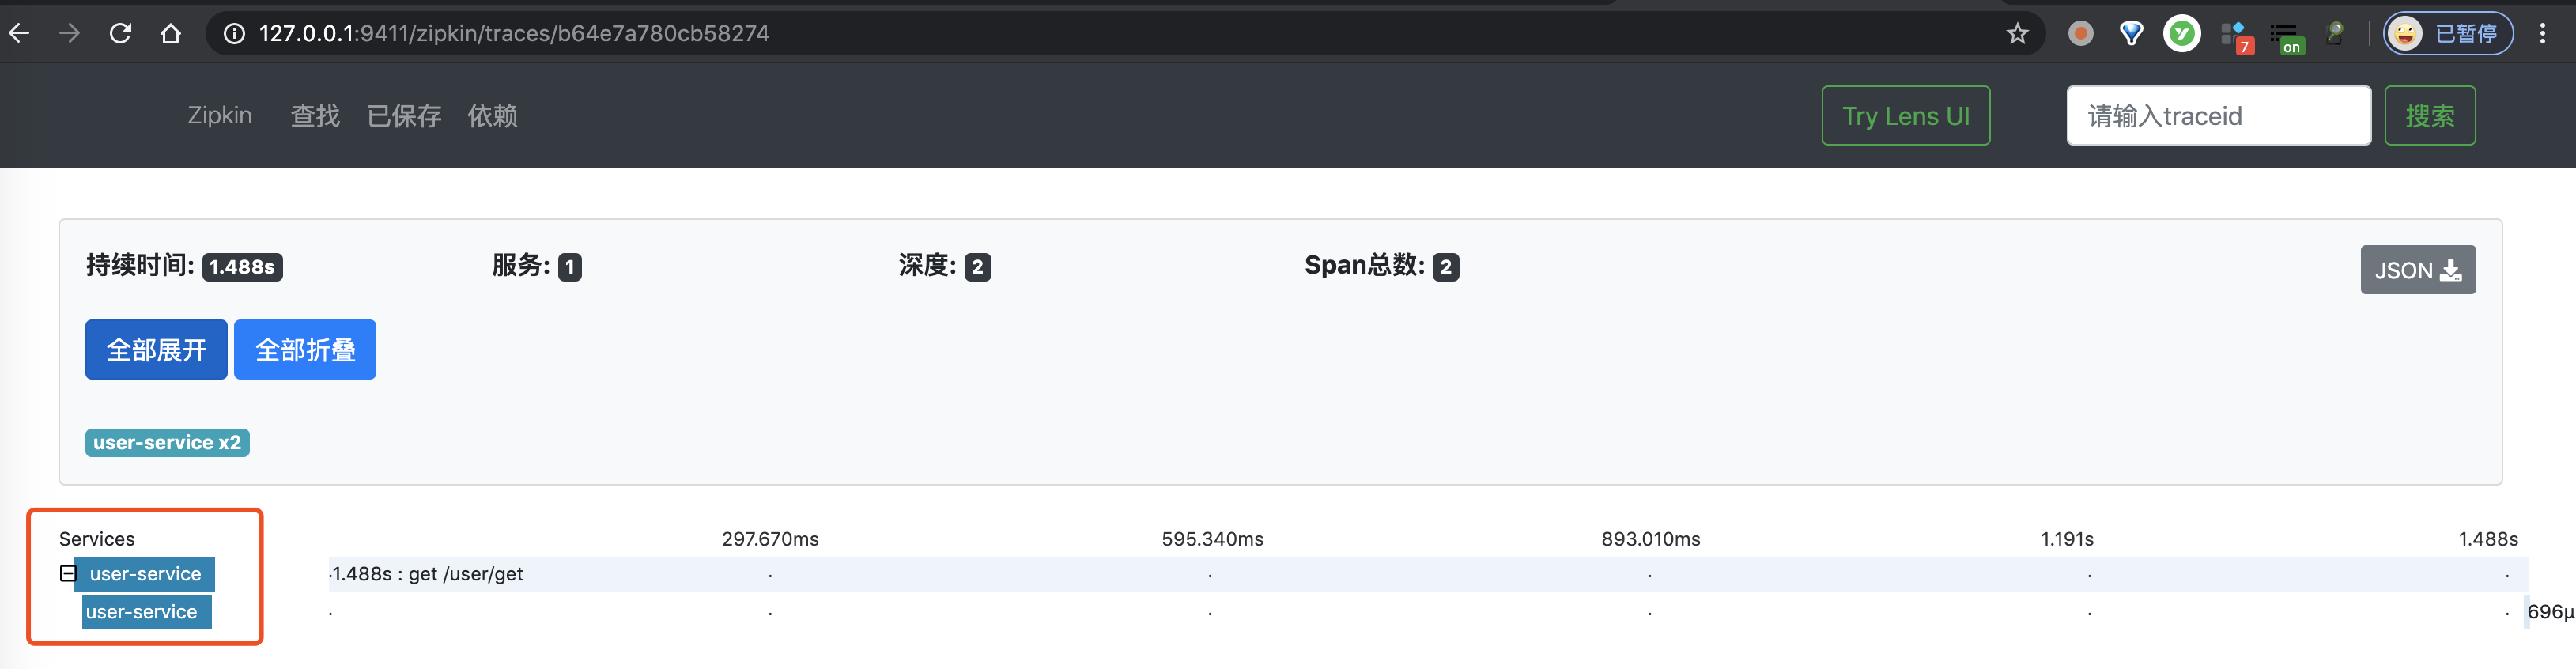 127.0.0.1:9411/zipkin/traces/b64e7a780cb58274
7
on
已暂停
Zipkin 查找 已保存 依赖 Try Lens UI 请输入traceid 搜索
持续时间: 1.488s 服务: 1 深度: 2 Span总数: 2 JSON
全部展开 全部折叠
user-service x2
Services 297.670ms 595.340ms 893.010ms 1.191s 1.488s
user-service ·1.488s : get /user/get . . . . .
user-service . . . . . 696μ